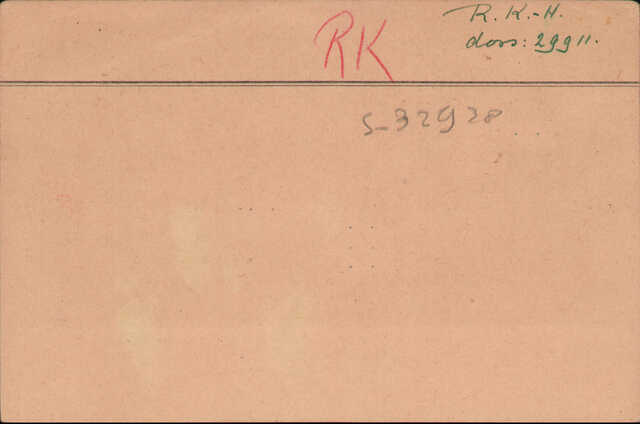 RK
R. K.-H.
doss: 29911.
S-32928